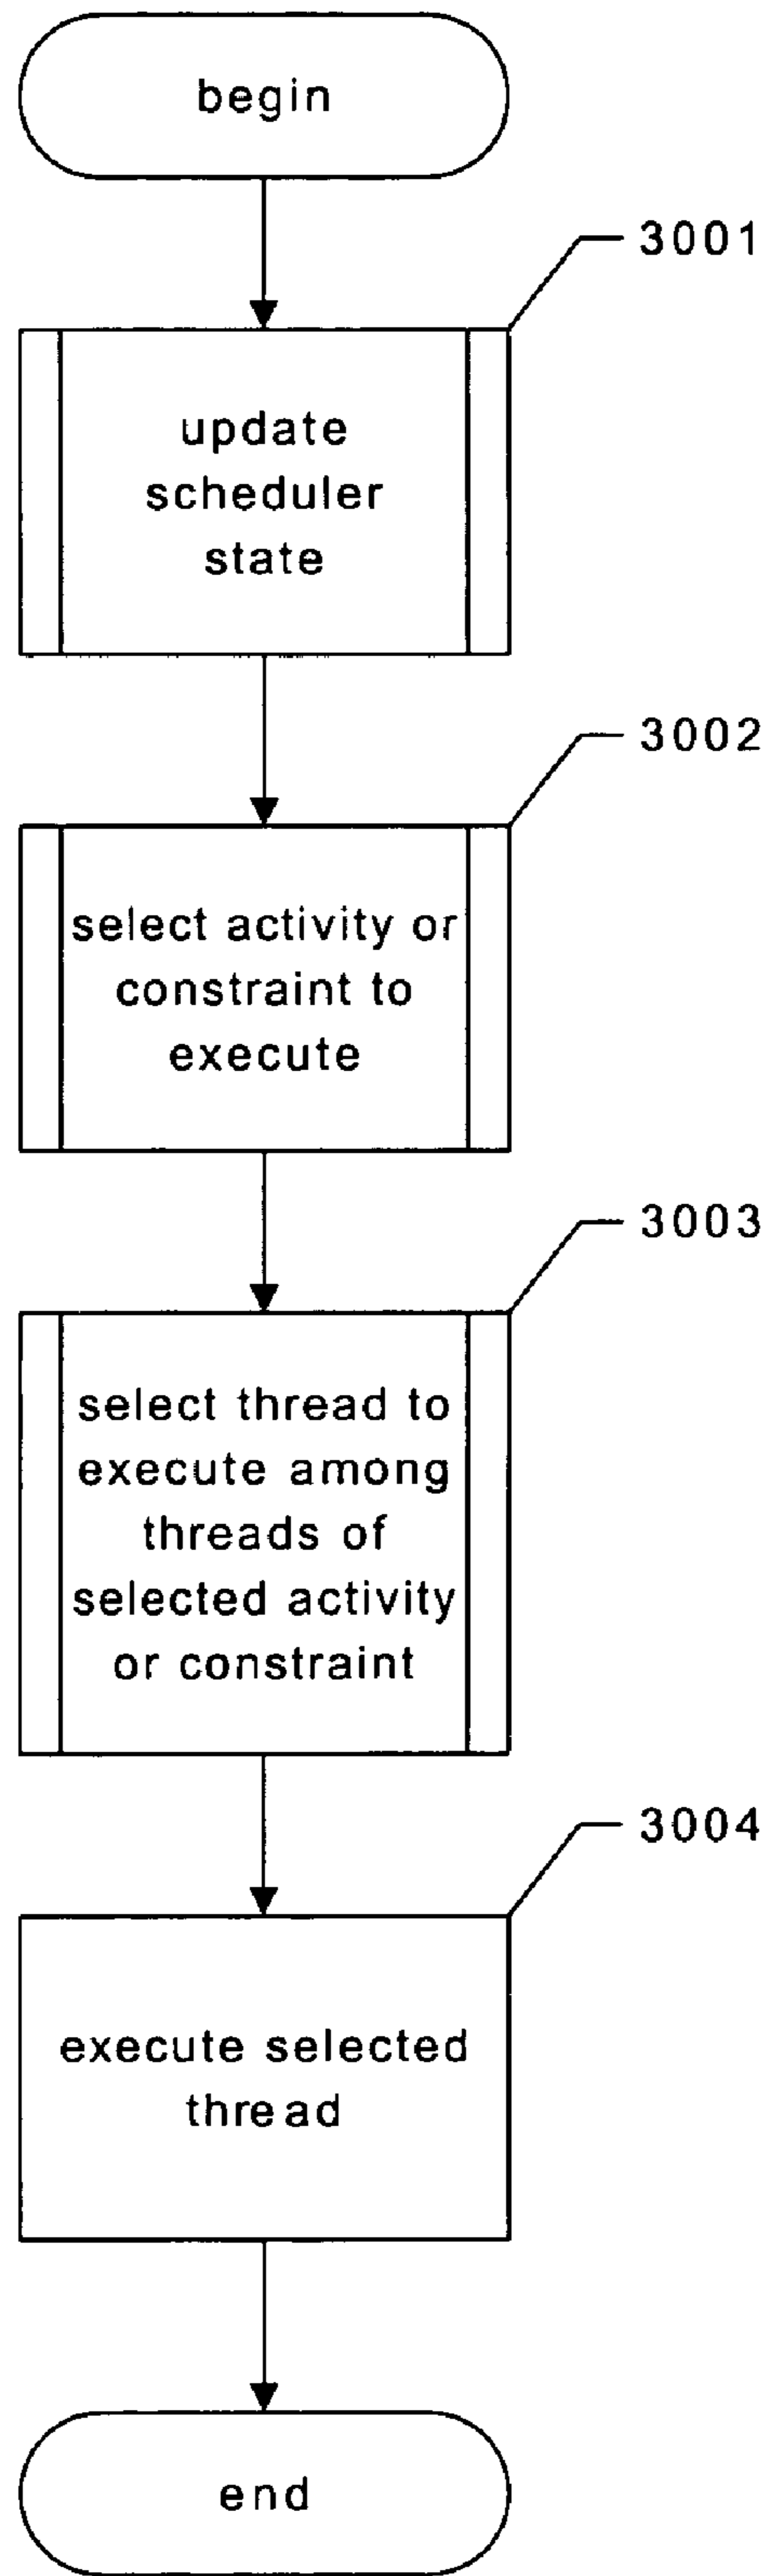 begin
3001
update
scheduler
state
3002
select activity or
constraint to
execute
3003
select thread to
execute among
threads of
selected activity
or constraint
3004
execute selected
thread
end